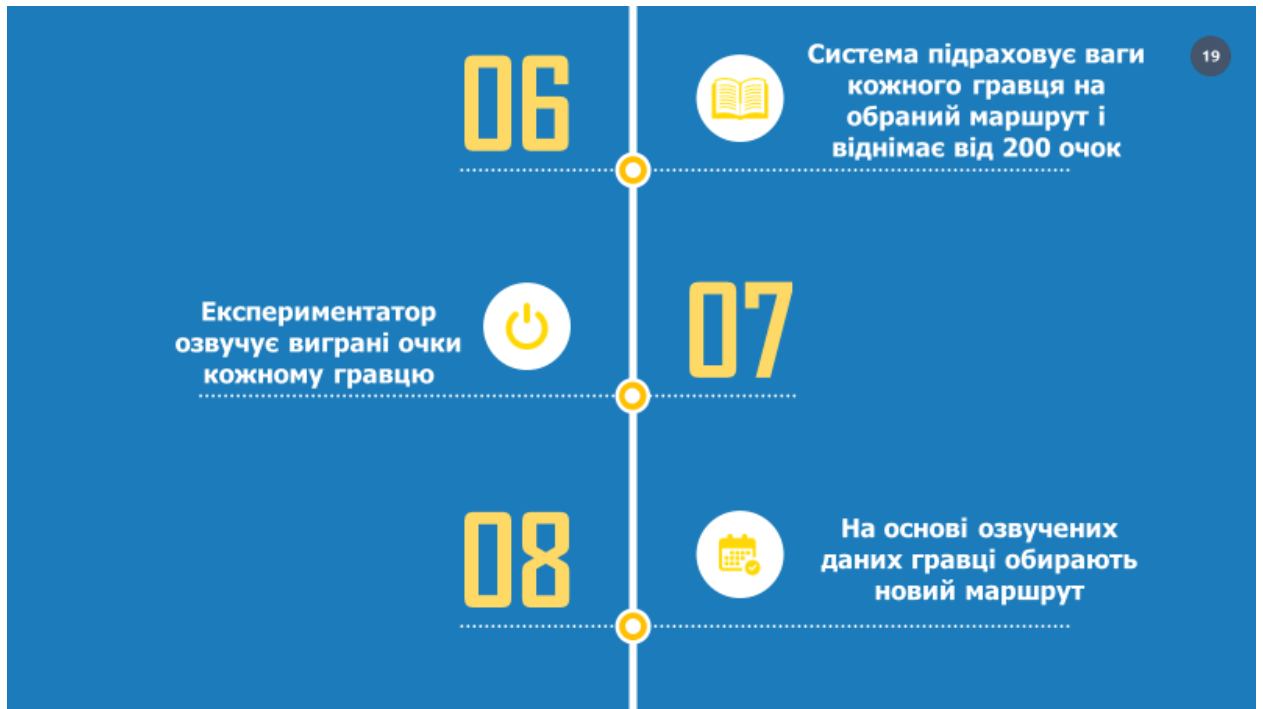 19
06
Система підраховує ваги
кожного гравця на
обраний маршрут і
віднімає від 200 очок
07
Експериментатор
озвучує виграні очки
кожному гравцю
08
На основі озвучених
даних гравці обирають
новий маршрут